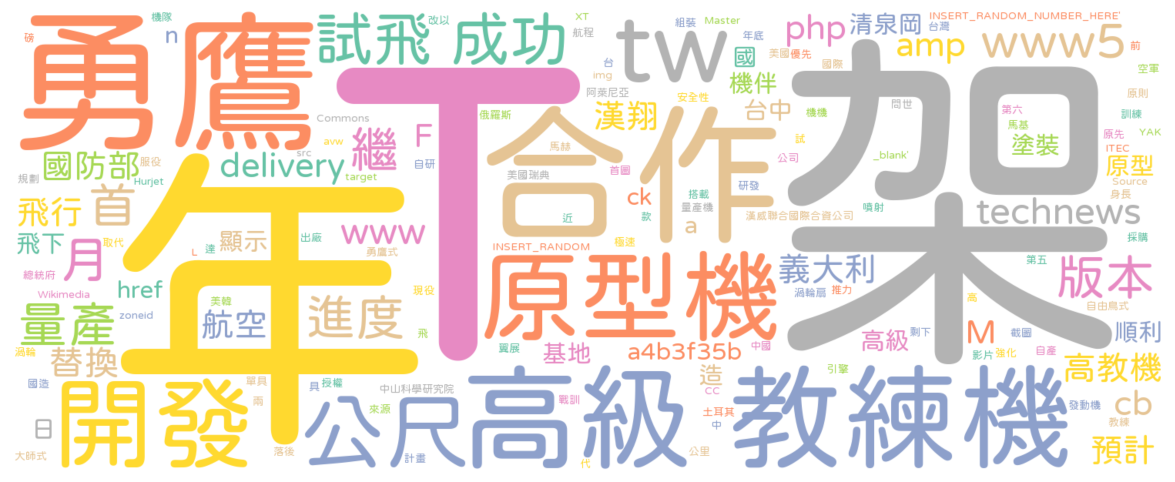 磅
機隊
n
試飛
成功
改以
XT
航程
組裝
Master
年底
php
清泉岡
INSERT_RANDOM_NUMBER_HERE`
台灣
勇鷹
tw
國
台
美國
優先
國際
amp
www5
前
空軍
img
機伴
阿萊尼亞
安全性
漢翔
台中
機機
問世
第六
馬基
塗裝
原則
訓練
原先
YAK
ITEC
Commons
俄羅斯
T
合作
架
試
公司
F
自研
avw
src
繼
國防部
服役
Hurjet
規劃
delivery
target
馬赫
首圖
美國瑞典
研發
_blank`
原型
Source
身長
飛行
首
年
ck
搭載
量產機
款
近
a
漢威聯合國際合資公司
噴射
technews
飛下
取代
月
L
達
顯示
出廠
www
勇鷹式
INSERT_RANDOM
極速
採購
順利
總統府
Wikimedia
href
美韓
現役
原型機
義大利
渦輪扇
推力
第五
版本
自由鳥式
量產
zoneid
航空
進度
飛
高
M
剩下
截圖
渦輪
替換
翼展
基地
a4b3f35b
中國
高級
影片
強化
自產
高教機
國造
單員
具
授權
中山科學研究院
造
CC
引擎
開發
雨
公尺
來源
高級
戰訓
土耳其
中
教練機
發動機
cb
教練
日
大師式
落後
計畫
代
公里
預計